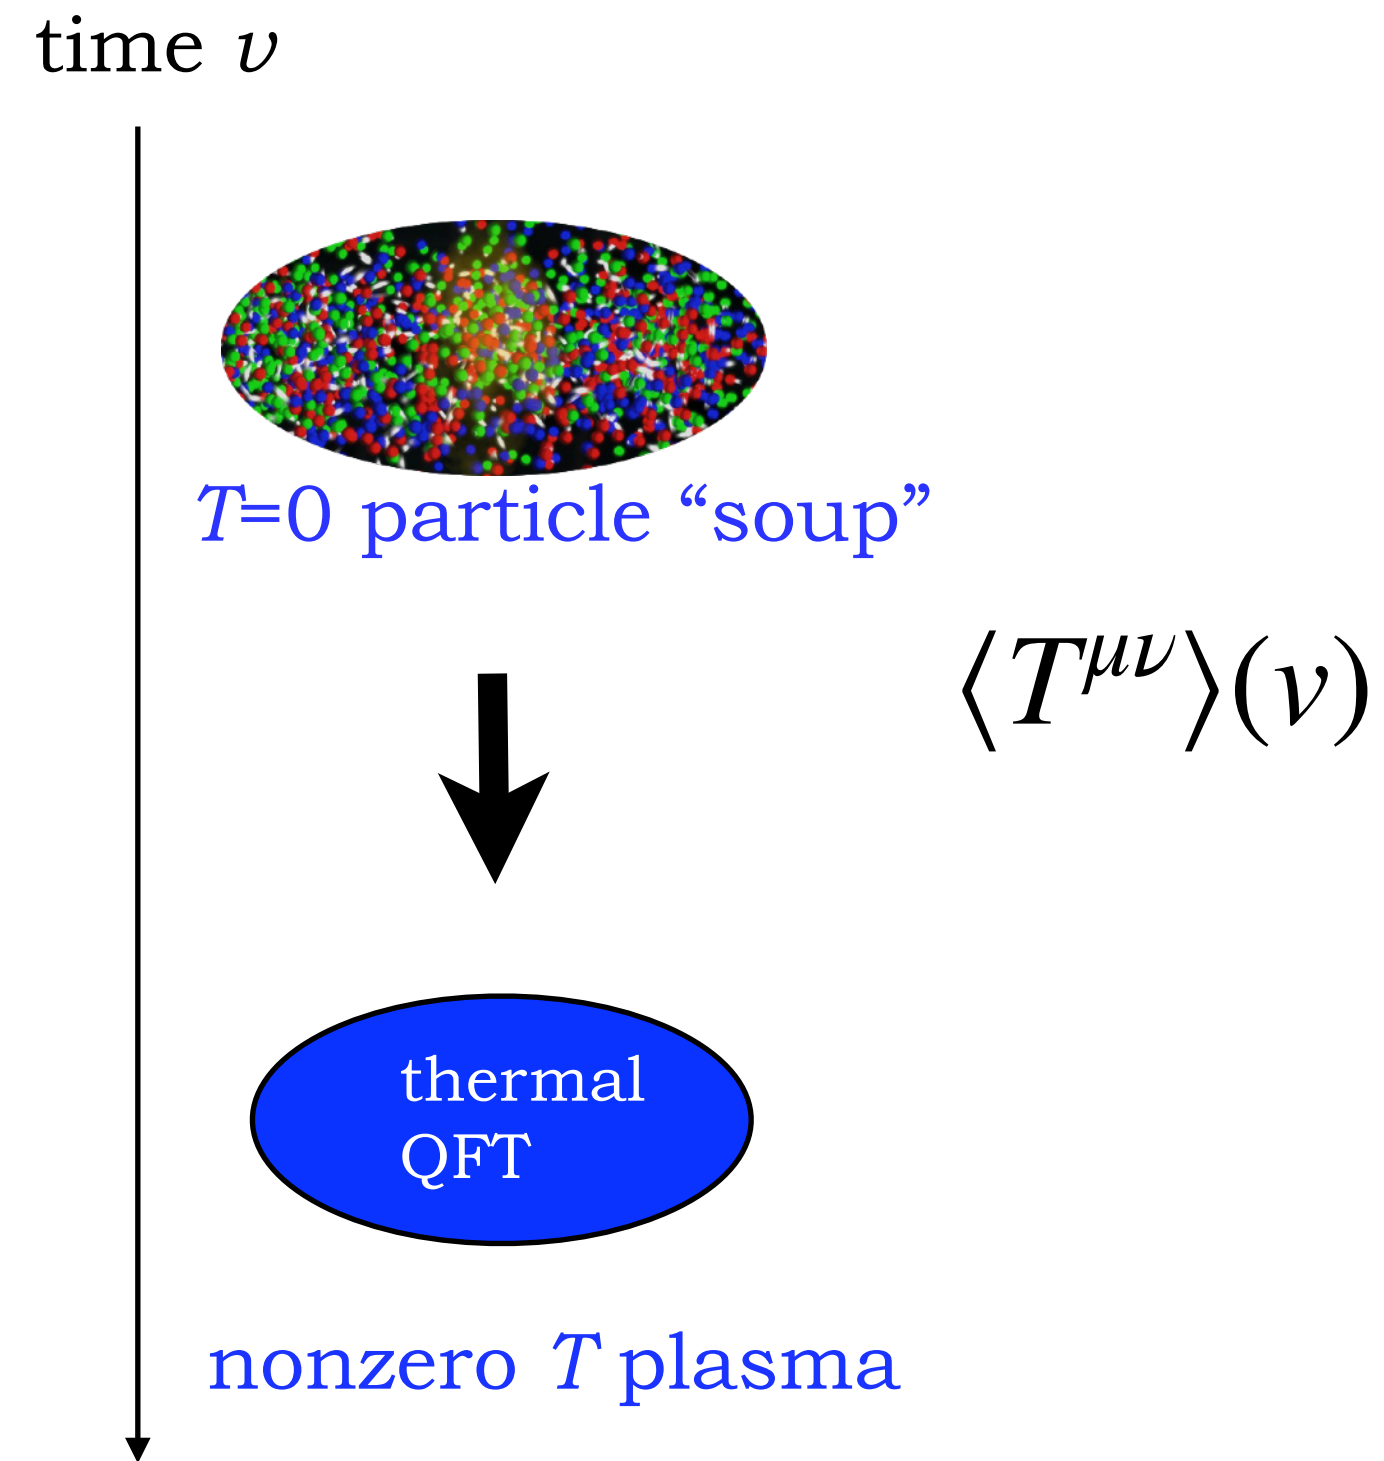 time v
T=0 particle “soup”
⟨T^{μν}⟩(v)
thermal
QFT
nonzero T plasma